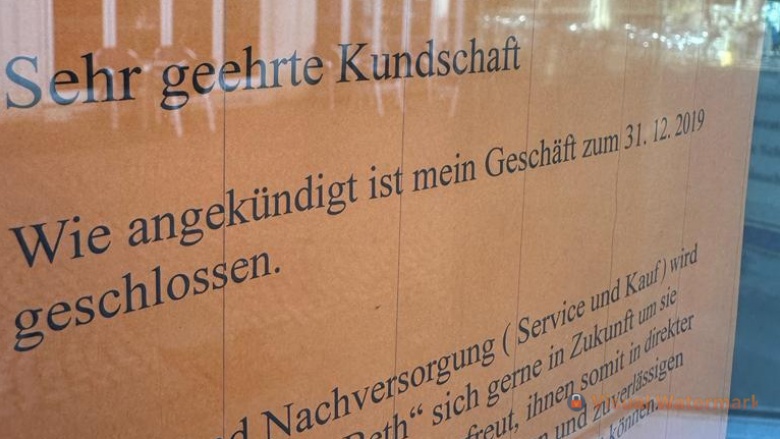 Sehr geehrte Kundschaft
Wie angekündigt ist mein Geschäft zum 31. 12. 2019
geschlossen.
Nachversorgung ( Service und Kauf ) wird
“ sich gerne in Zukunft um sie
freut, ihnen somit in direkter
und zuverlässigen
können.